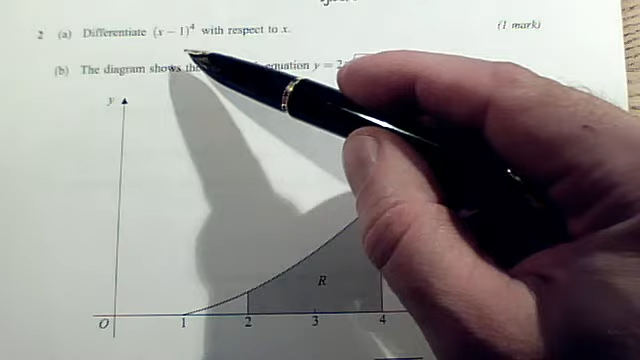 2 (a) Differentiate (x − 1)⁴ with respect to x. (1 mark)
(b) The diagram shows the equation y = 2
y
R
O 1 2 3 4